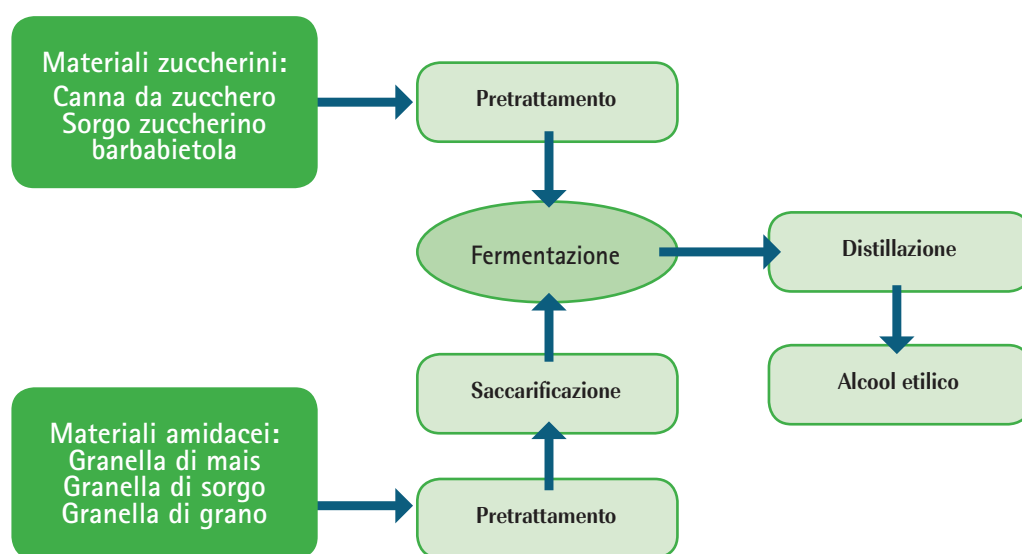 Materiali zuccherini:
Canna da zucchero
Sorgo zuccherino
barbabietola
Pretrattamento
Fermentazione
Distillazione
Alcool etilico
Saccarificazione
Materiali amidacei:
Granella di mais
Granella di sorgo
Granella di grano
Pretrattamento